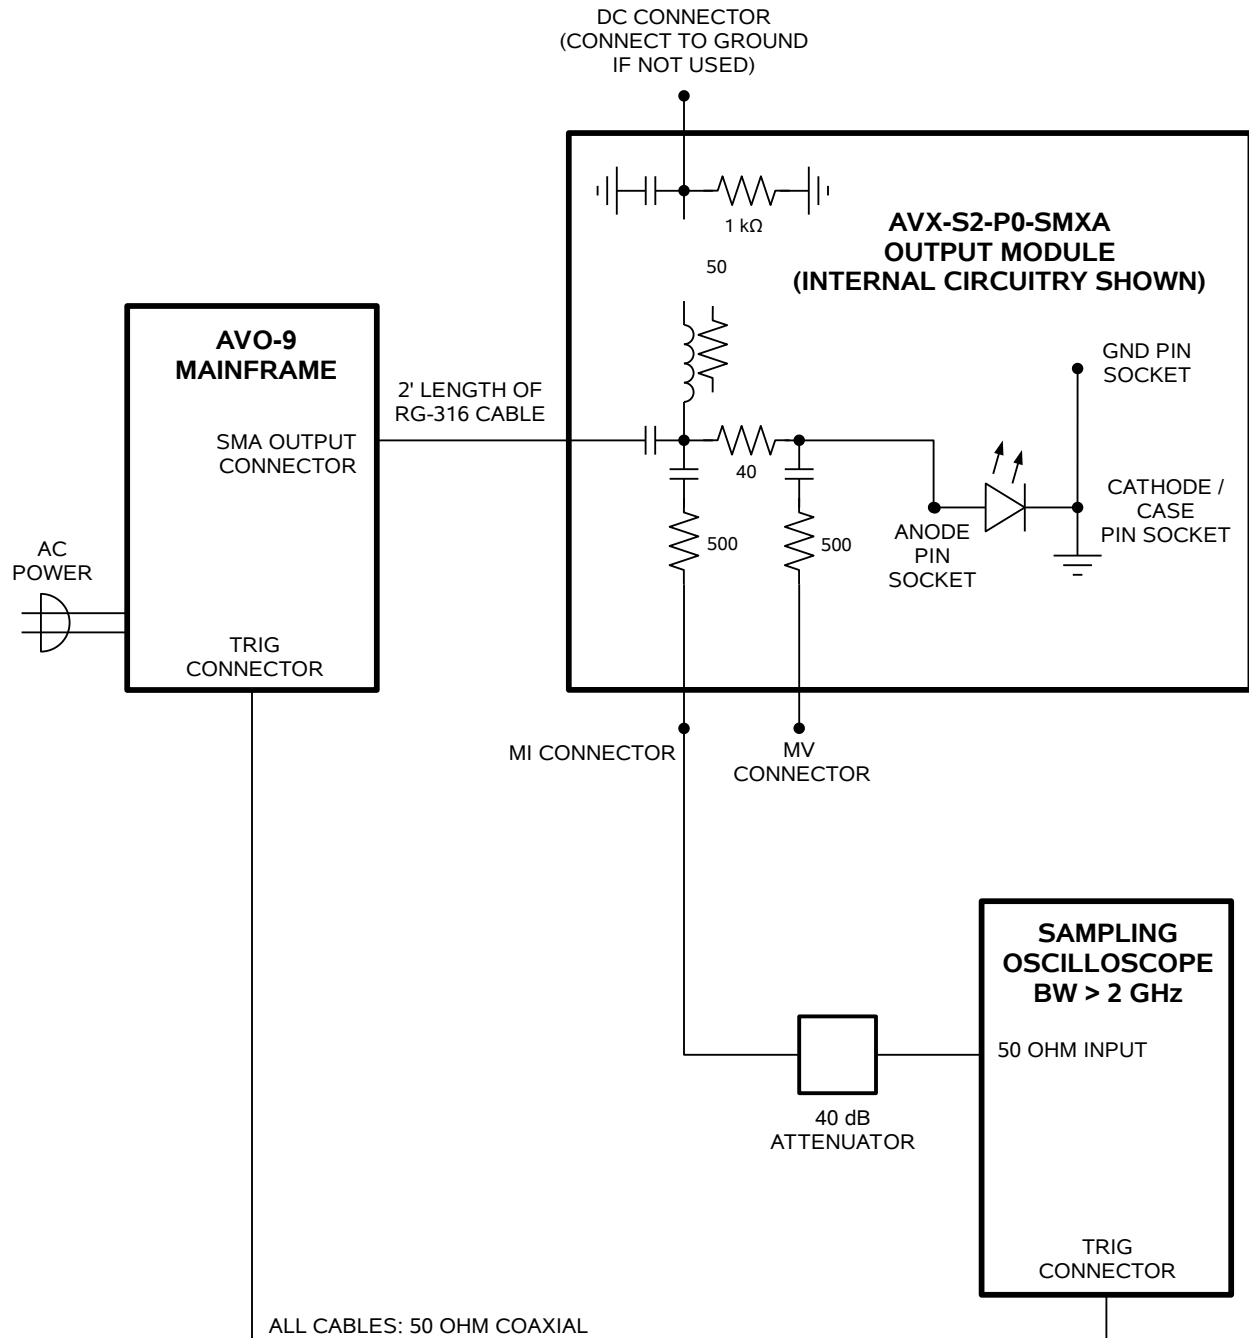 DC CONNECTOR
(CONNECT TO GROUND
IF NOT USED)
1 kΩ
AVX-S2-P0-SMXA
OUTPUT MODULE
(INTERNAL CIRCUITRY SHOWN)
50
AVO-9
MAINFRAME
SMA OUTPUT
CONNECTOR
2' LENGTH OF
RG-316 CABLE
GND PIN
SOCKET
40
500
500
ANODE
PIN
SOCKET
CATHODE /
CASE
PIN SOCKET
AC
POWER
TRIG
CONNECTOR
MI CONNECTOR
MV
CONNECTOR
SAMPLING
OSCILLOSCOPE
BW > 2 GHz
50 OHM INPUT
40 dB
ATTENUATOR
TRIG
CONNECTOR
ALL CABLES: 50 OHM COAXIAL